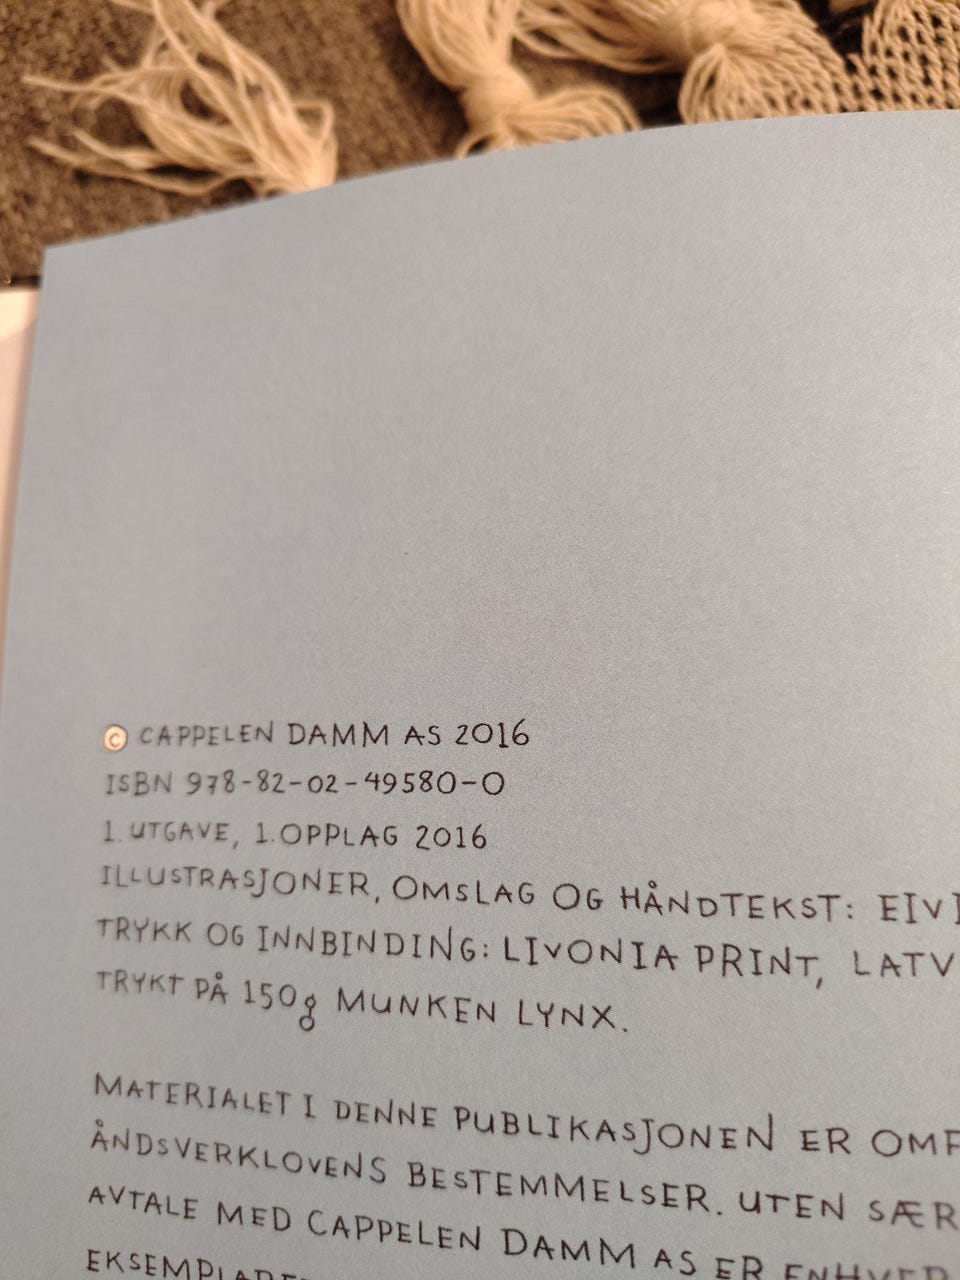 © CAPPELEN DAMM AS 2016
ISBN 978-82-02-49580-0
1. UTGAVE, 1. OPPLAG 2016
ILLUSTRASJONER, OMSLAG OG HÅNDTEKST:
TRYKK OG INNBINDING: LIVONIA PRINT,
TRYKT PÅ 150g MUNKEN LYNX.
MATERIALET I DENNE PUBLIKASJONEN ER
ÅNDSVERKLOVENS BESTEMMELSER. UTEN
AVTALE MED CAPPELEN DAMM AS ER